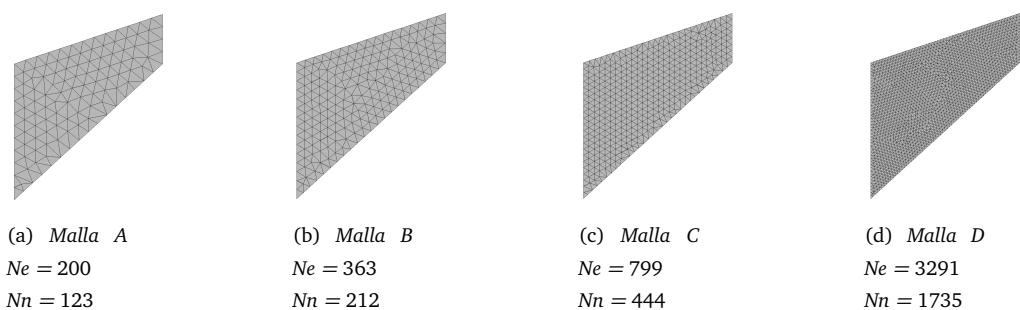 (a) Malla A
Ne = 200
Nn = 123
(b) Malla B
Ne = 363
Nn = 212
(c) Malla C
Ne = 799
Nn = 444
(d) Malla D
Ne = 3291
Nn = 1735